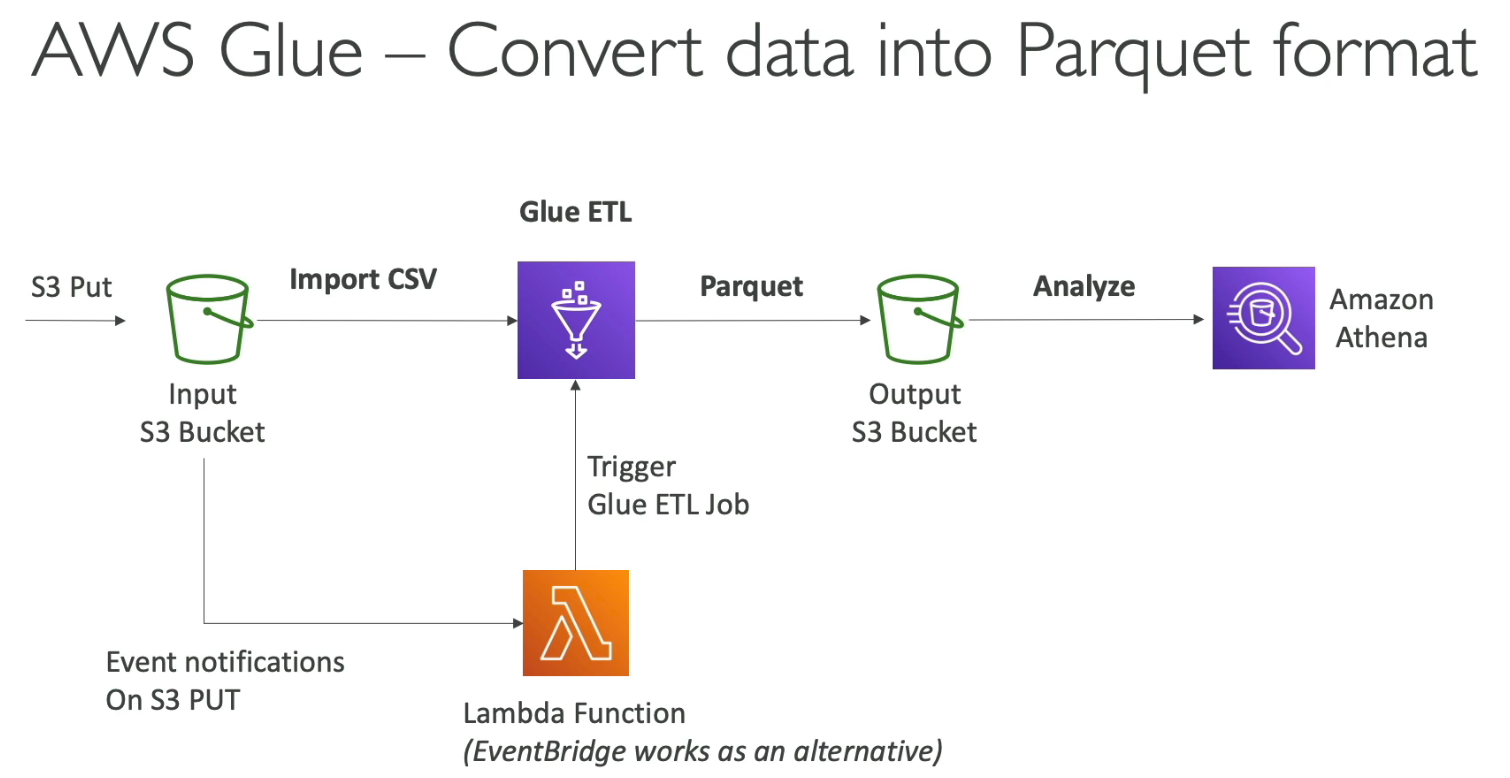 AWS Glue – Convert data into Parquet format
Glue ETL
S3 Put
Import CSV
Parquet
Analyze
Amazon
Athena
Input
S3 Bucket
Output
S3 Bucket
Trigger
Glue ETL Job
Event notifications
On S3 PUT
Lambda Function
(EventBridge works as an alternative)